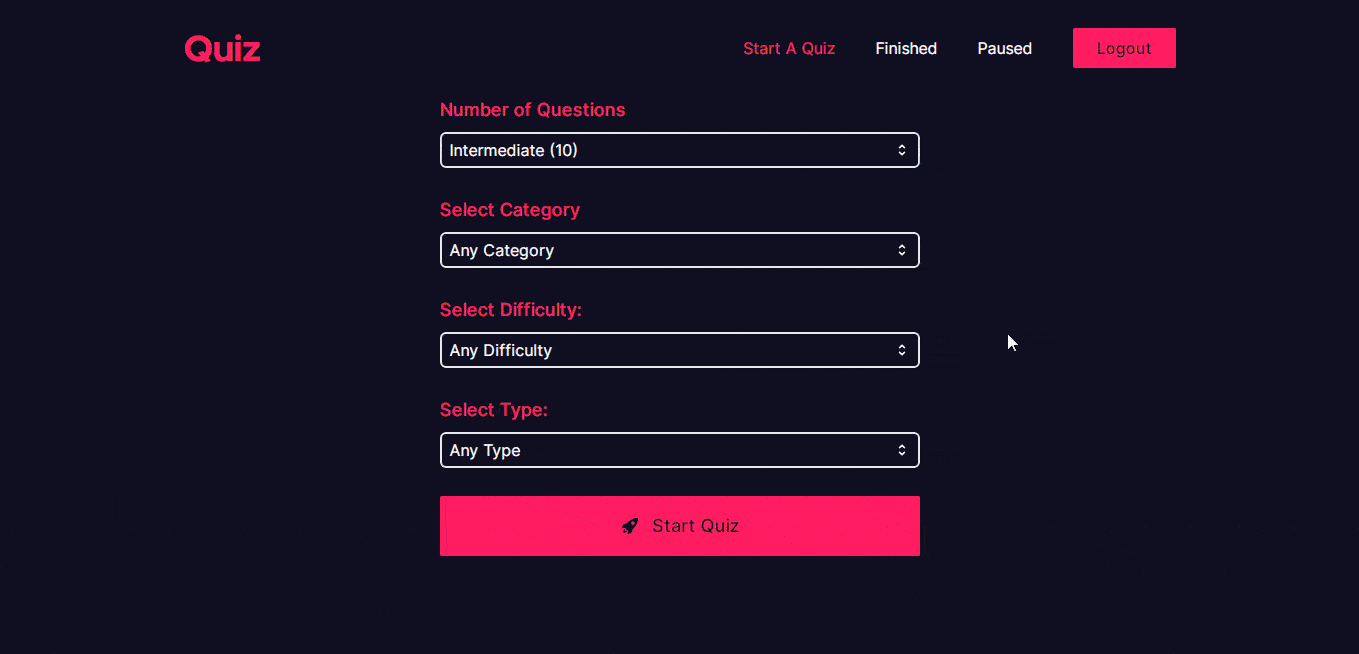 Quiz
Start A Quiz Finished Paused Logout
Number of Questions
Intermediate (10)
Select Category
Any Category
Select Difficulty:
Any Difficulty
Select Type:
Any Type
Start Quiz